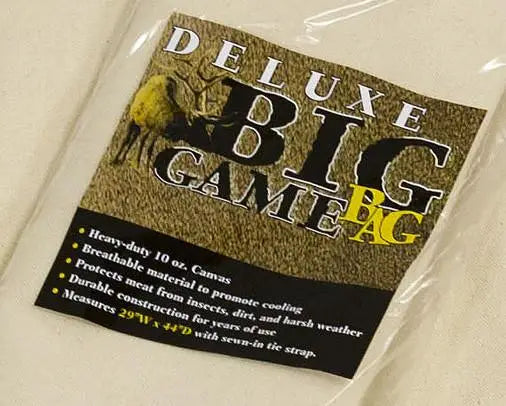 DELUXE
BIG
GAME BAG
• Heavy-duty 10 oz. Canvas
• Breathable material to promote cooling
• Protects meat from insects, dirt, and harsh weather
• Durable construction for years of use
• Measures 29"W x 44"D with sewn-in tie strap.